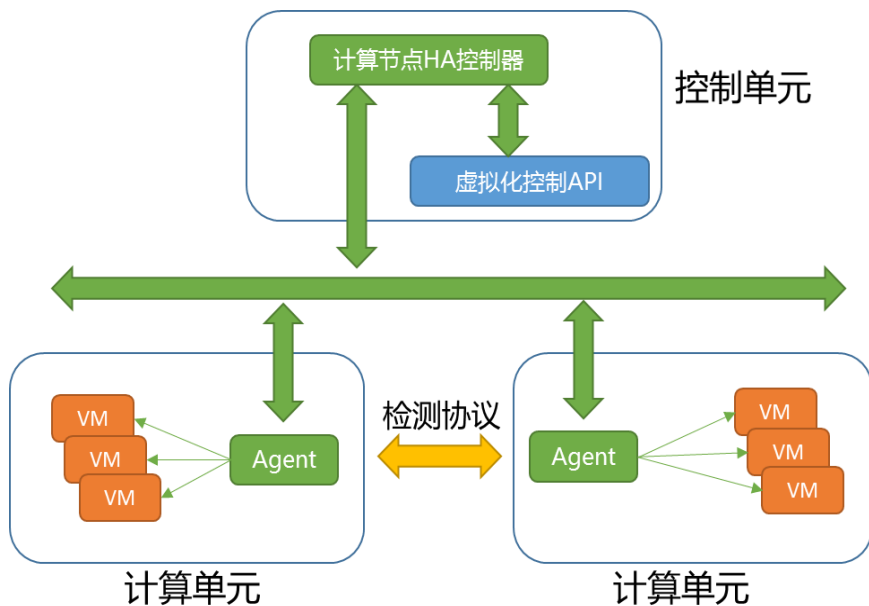 计算节点HA控制器
控制单元
虚拟化控制API
检测协议
VM
VM
VM
Agent
Agent
VM
VM
VM
计算单元
计算单元